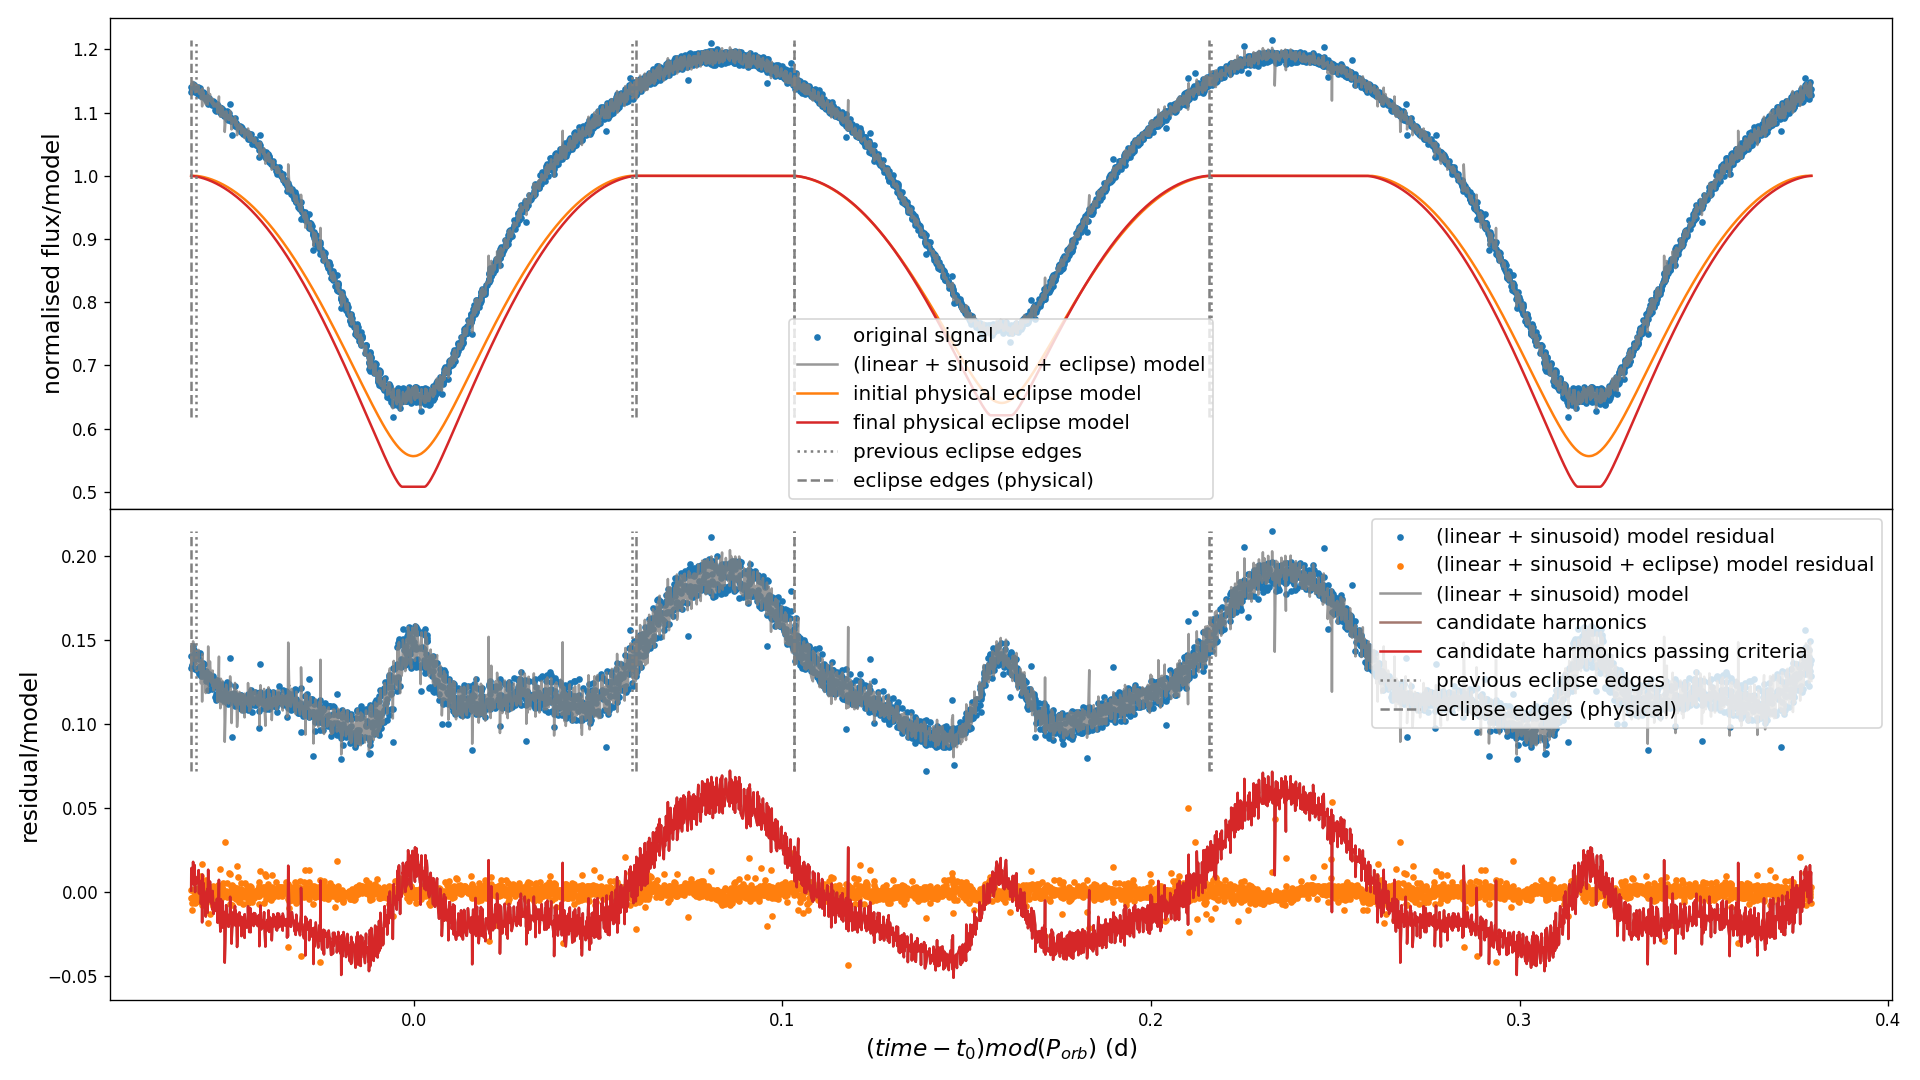 1.2
1.1
1.0
0.9
0.8
0.7
0.6
0.5
normalised flux/model
original signal
(linear + sinusoid + eclipse) model
initial physical eclipse model
final physical eclipse model
previous eclipse edges
eclipse edges (physical)
0.20
0.15
0.10
0.05
0.00
−0.05
residual/model
(linear + sinusoid) model residual
(linear + sinusoid + eclipse) model residual
(linear + sinusoid) model
candidate harmonics
candidate harmonics passing criteria
previous eclipse edges
eclipse edges (physical)
0.0 0.1 0.2 0.3 0.4
(time − t₀)mod(Pₒᵣb) (d)